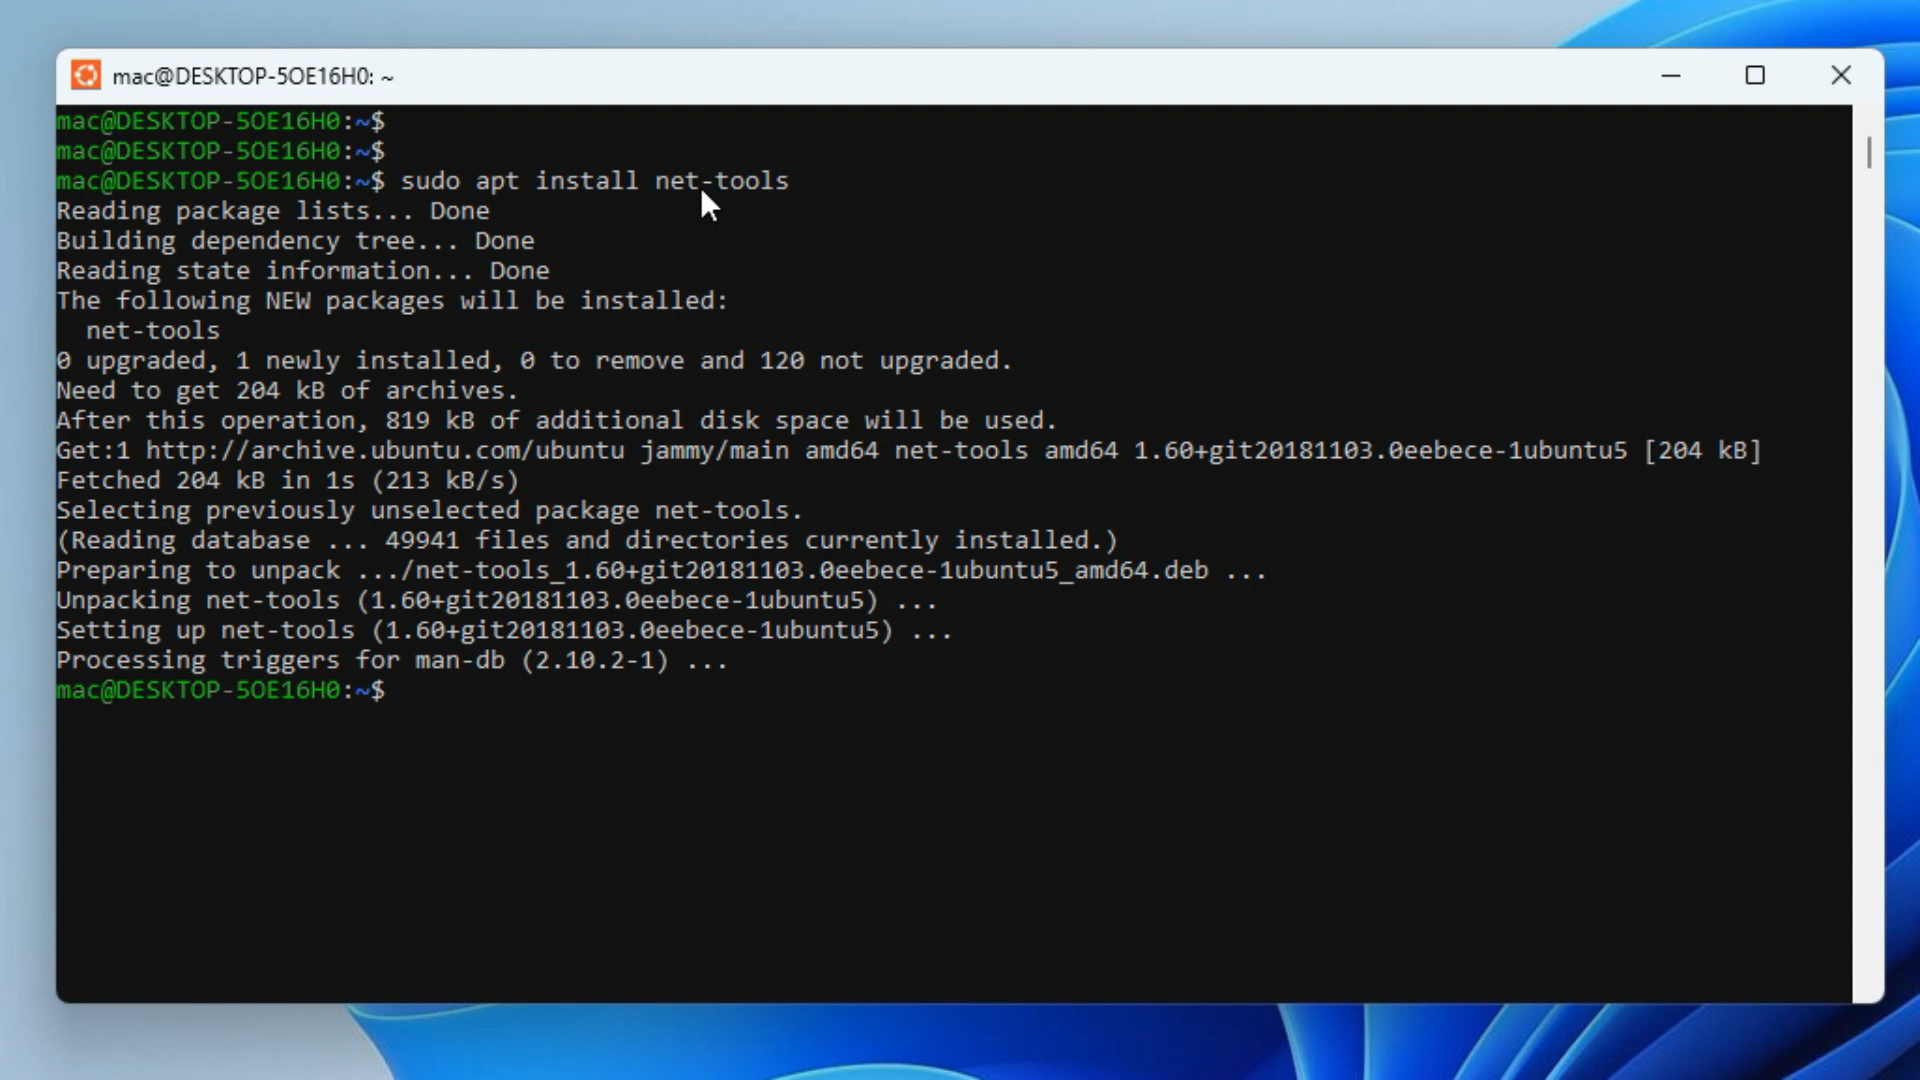 mac@DESKTOP-5OE16H0: ~
mac@DESKTOP-5OE16H0:~$
mac@DESKTOP-5OE16H0:~$
mac@DESKTOP-5OE16H0:~$ sudo apt install net-tools
Reading package lists... Done
Building dependency tree... Done
Reading state information... Done
The following NEW packages will be installed:
  net-tools
0 upgraded, 1 newly installed, 0 to remove and 120 not upgraded.
Need to get 204 kB of archives.
After this operation, 819 kB of additional disk space will be used.
Get:1 http://archive.ubuntu.com/ubuntu jammy/main amd64 net-tools amd64 1.60+git20181103.0eebece-1ubuntu5 [204 kB]
Fetched 204 kB in 1s (213 kB/s)
Selecting previously unselected package net-tools.
(Reading database ... 49941 files and directories currently installed.)
Preparing to unpack .../net-tools_1.60+git20181103.0eebece-1ubuntu5_amd64.deb ...
Unpacking net-tools (1.60+git20181103.0eebece-1ubuntu5) ...
Setting up net-tools (1.60+git20181103.0eebece-1ubuntu5) ...
Processing triggers for man-db (2.10.2-1) ...
mac@DESKTOP-5OE16H0:~$